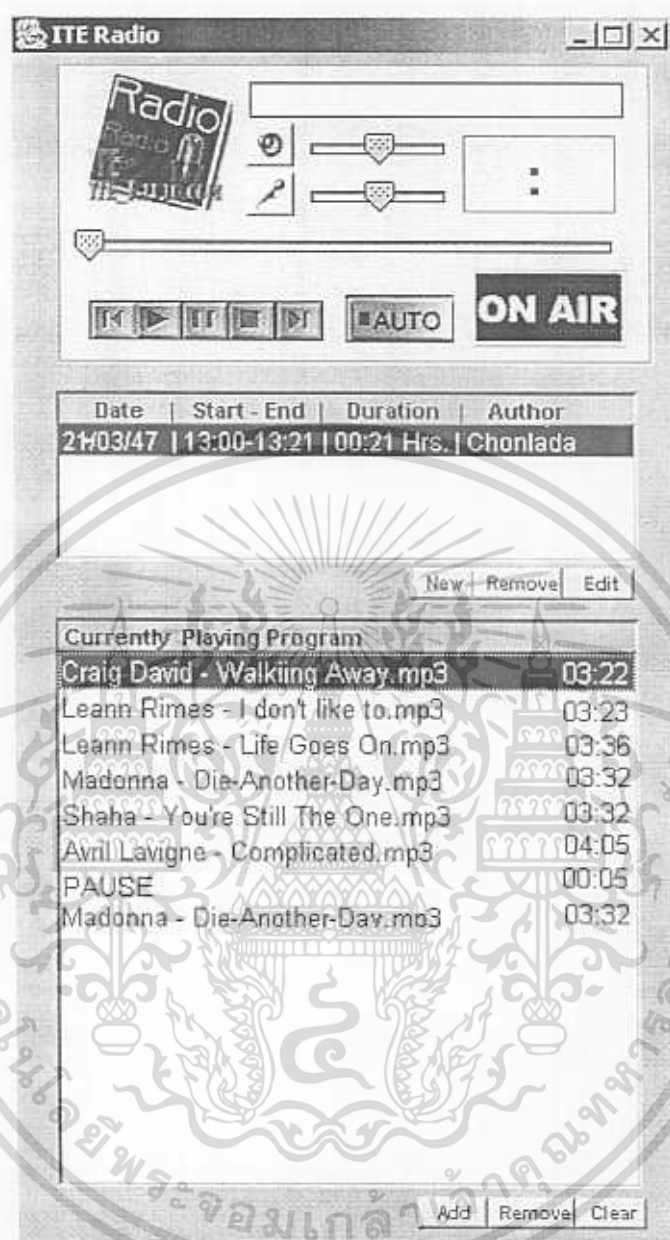 ITE Radio
Radio
Radio
:
AUTO
ON AIR
Date | Start - End | Duration | Author
21/03/47 | 13:00-13:21 | 00:21 Hrs. | Chonlada
New Remove Edit
Currently Playing Program
Craig David - Walkiing Away.mp3 03:22
Leann Rimes - I don't like to.mp3 03:23
Leann Rimes - Life Goes On.mp3 03:36
Madonna - Die-Another-Day.mp3 03:32
Shaha - You're Still The One.mp3 03:32
Avril Lavigne - Complicated.mp3 04:05
PAUSE 00:05
Madonna - Die-Another-Day.mp3 03:32
Add Remove Clear